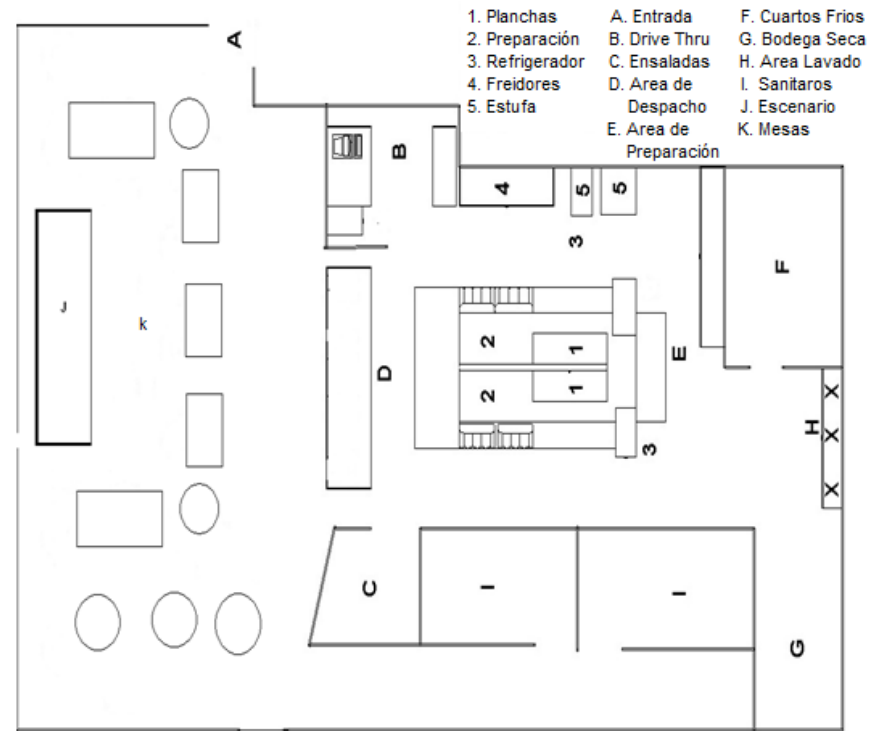 1. Planchas
2. Preparación
3. Refrigerador
4. Freidores
5. Estufa
A. Entrada
B. Drive Thru
C. Ensaladas
D. Area de
Despacho
E. Area de
Preparación
F. Cuartos Frios
G. Bodega Seca
H. Area Lavado
I. Sanitaros
J. Escenario
K. Mesas
A
B
4
5
5
3
F
J
k
2
1
E
D
2
1
H
X
X
X
3
C
I
I
G